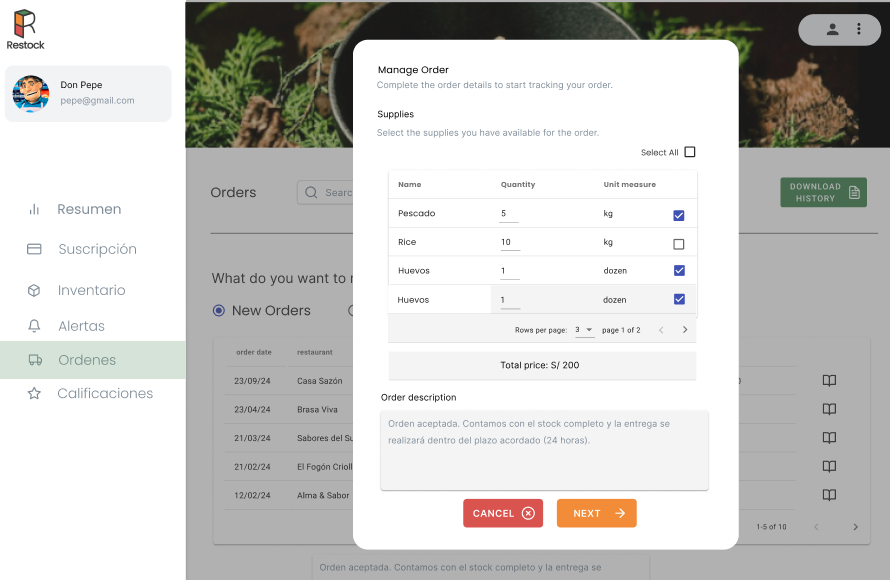 Restock
Don Pepe
pepe@gmail.com
Resumen
Suscripción
Inventario
Alertas
Ordenes
Calificaciones
Orders
DOWNLOAD
HISTORY
What do you want to
New Orders
order date restaurant
23/09/24 Casa Sazón
23/04/24 Brasa Viva
21/03/24 Sabores del
21/02/24 El Fogón
12/02/24 Alma & Sabor
1-5 of 10
Manage Order
Complete the order details to start tracking your order.
Supplies
Select the supplies you have available for the order.
Select All
Name Quantity Unit measure
Pescado 5 kg
Rice 10 kg
Huevos 1 dozen
Huevos 1 dozen
Rows per page: 3 page 1 of 2
Total price: S/ 200
Order description
Orden aceptada. Contamos con el stock completo y la entrega se
realizará dentro del plazo acordado (24 horas).
CANCEL NEXT
Orden aceptada. Contamos con el stock completo y la entrega se